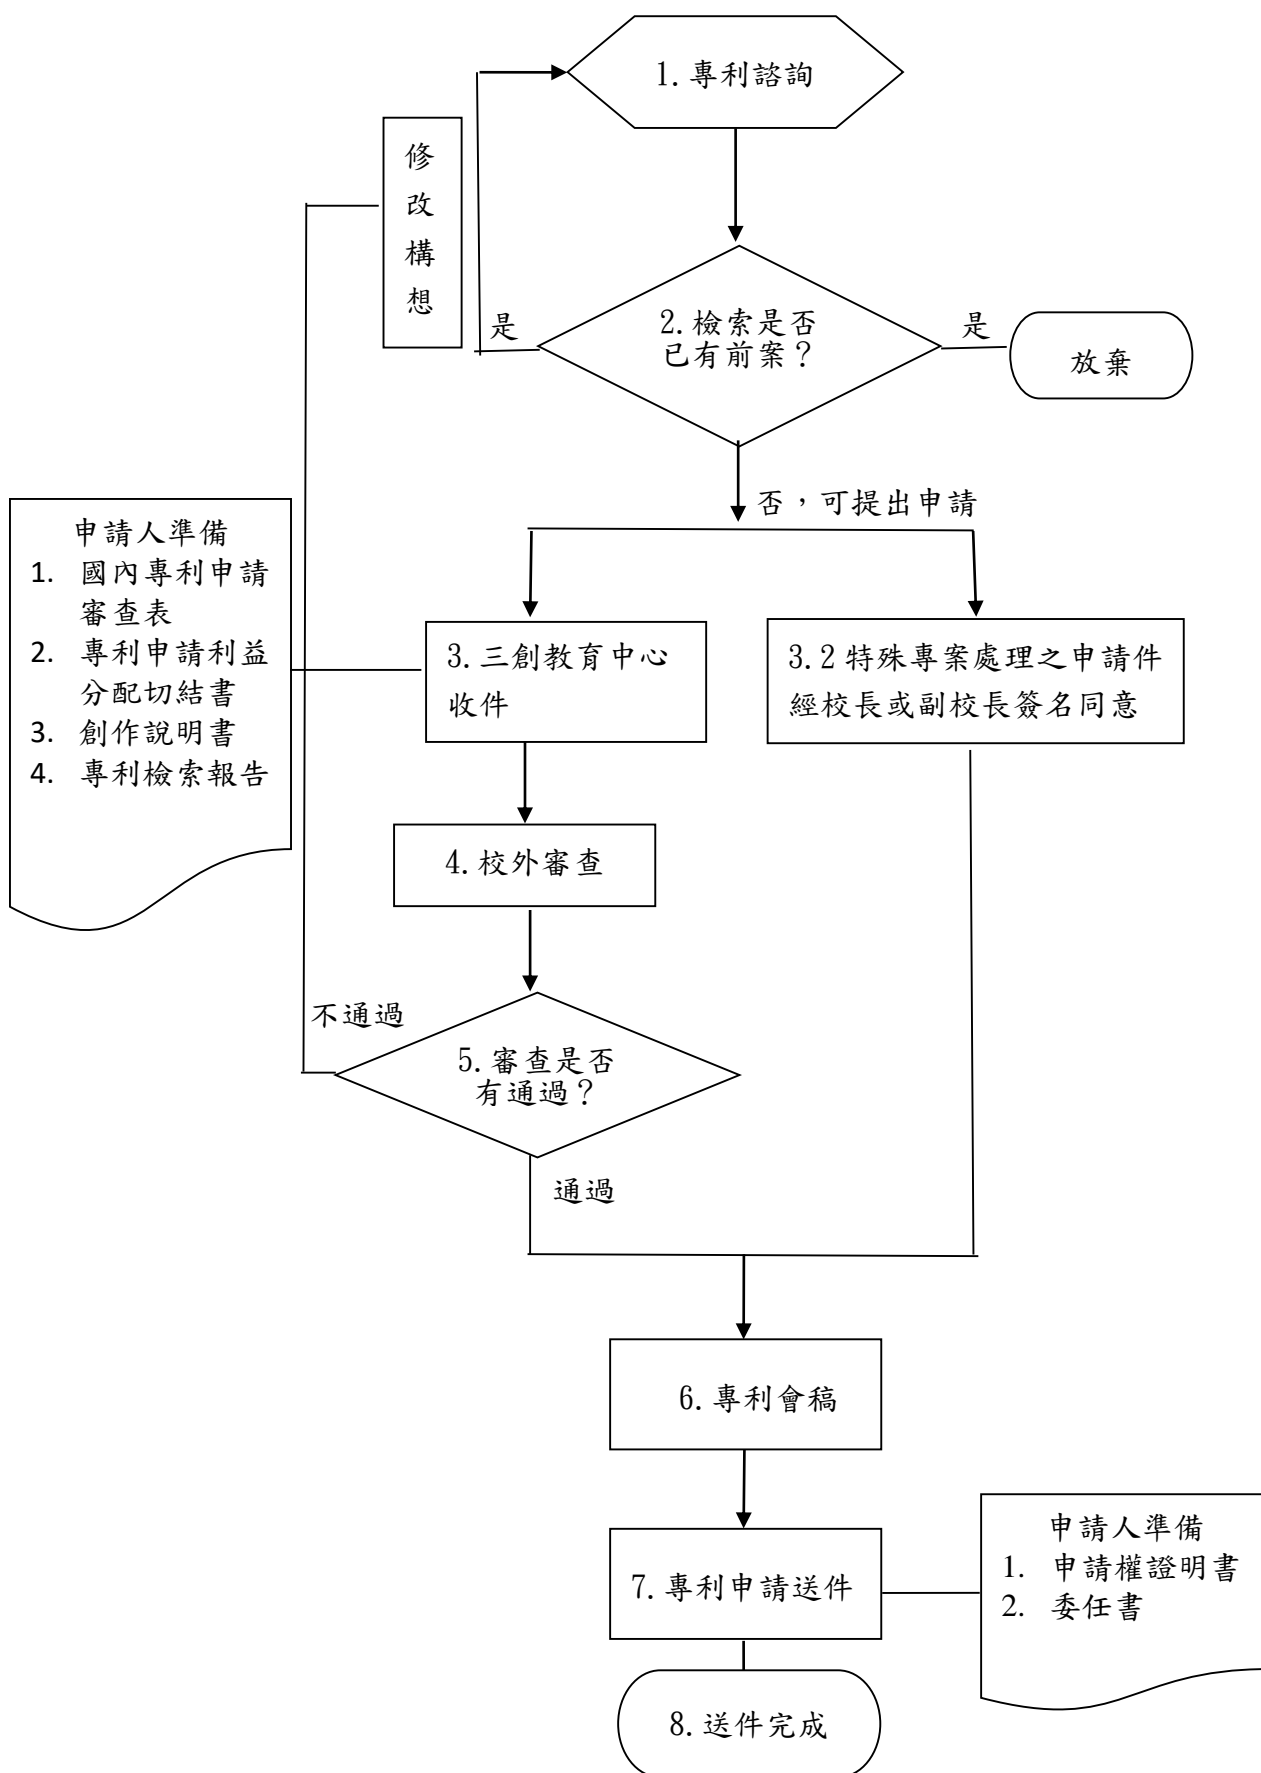 1.專利諮詢
修
改
構
想
是
2.檢索是否
已有前案？
是
放棄
否，可提出申請
申請人準備
1. 國內專利申請
審查表
2. 專利申請利益
分配切結書
3. 創作說明書
4. 專利檢索報告
3.三創教育中心
收件
3.2 特殊專案處理之申請件
經校長或副校長簽名同意
4.校外審查
不通過
5.審查是否
有通過？
通過
6.專利會稿
7.專利申請送件
申請人準備
1. 申請權證明書
2. 委任書
8.送件完成